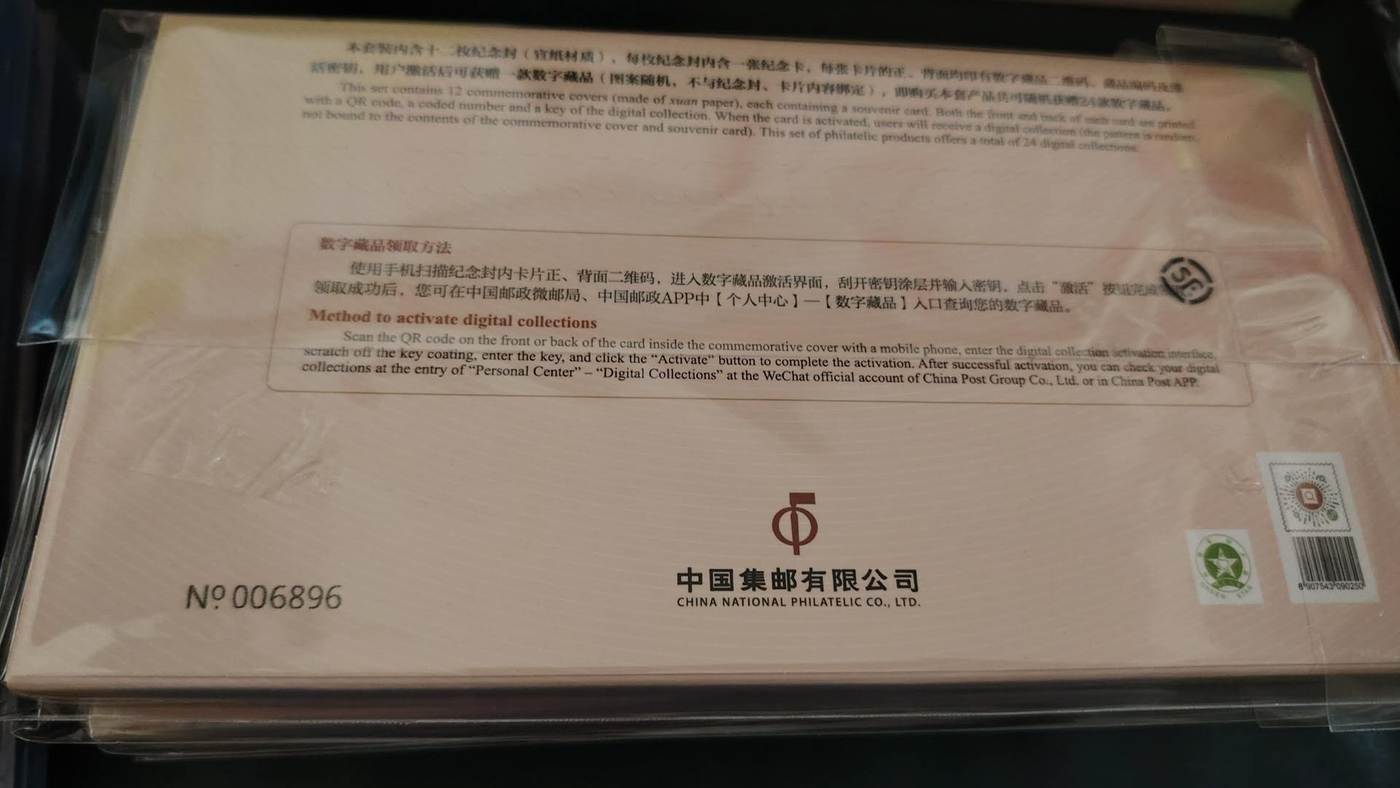 本套装内含十二枚纪念封（宣纸材质），每枚纪念封内含一张纪念卡，每张卡片的正、背面均印有数字藏品二维码、藏品编码及激
活密钥，用户激活后可获赠一款数字藏品（图案随机，不与纪念封、卡片内容绑定），即购买本套产品共可随机获赠24款数字藏品。
This set contains 12 commemorative covers (made of xuan paper), each containing a souvenir card. Both the front and back of each card are printed
with a QR code, a coded number and a key of the digital collection. When the card is activated, users will receive a digital collection (the pattern is random,
not bound to the contents of the commemorative cover and souvenir card). This set of philatelic products offers a total of 24 digital collections.
数字藏品领取方法
使用手机扫描纪念封内卡片正、背面二维码，进入数字藏品激活界面，刮开密钥涂层并输入密钥，点击“激活”按钮完成
领取成功后，您可在中国邮政微邮局、中国邮政APP中【个人中心】—【数字藏品】入口查询您的数字藏品。
Method to activate digital collections
Scan the QR code on the front or back of the card inside the commemorative cover with a mobile phone, enter the digital collection activation interface,
scratch off the key coating, enter the key, and click the “Activate” button to complete the activation. After successful activation, you can check your digital
collections at the entry of “Personal Center” – “Digital Collections” at the WeChat official account of China Post Group Co., Ltd. or in China Post APP.
中国集邮有限公司
CHINA NATIONAL PHILATELIC CO., LTD.
Nº 006896
6907543090250